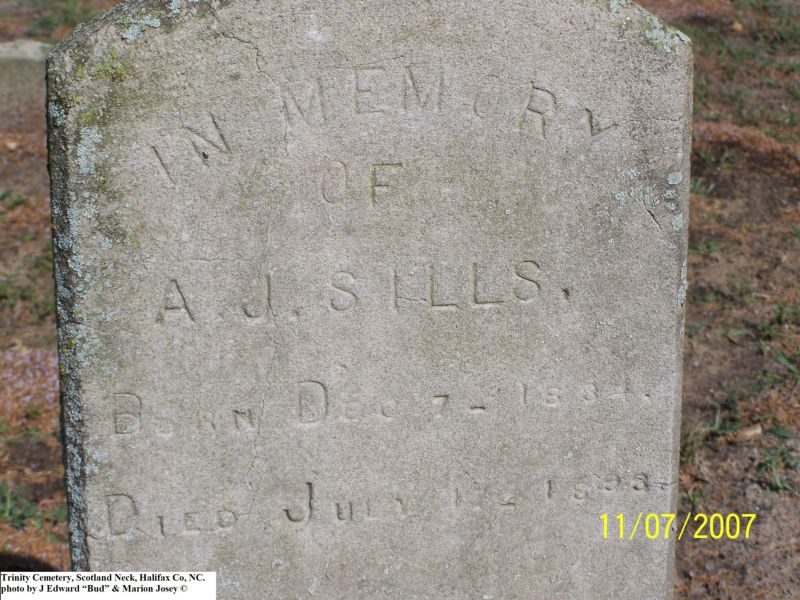 IN MEMORY
OF
A.J. SILLS.
BORN DEC 7- 1834.
DIED JULY
11/07/2007
Trinity Cemetery, Scotland Neck, Halifax Co, NC.
photo by J Edward “Bud” & Marion Josey ©